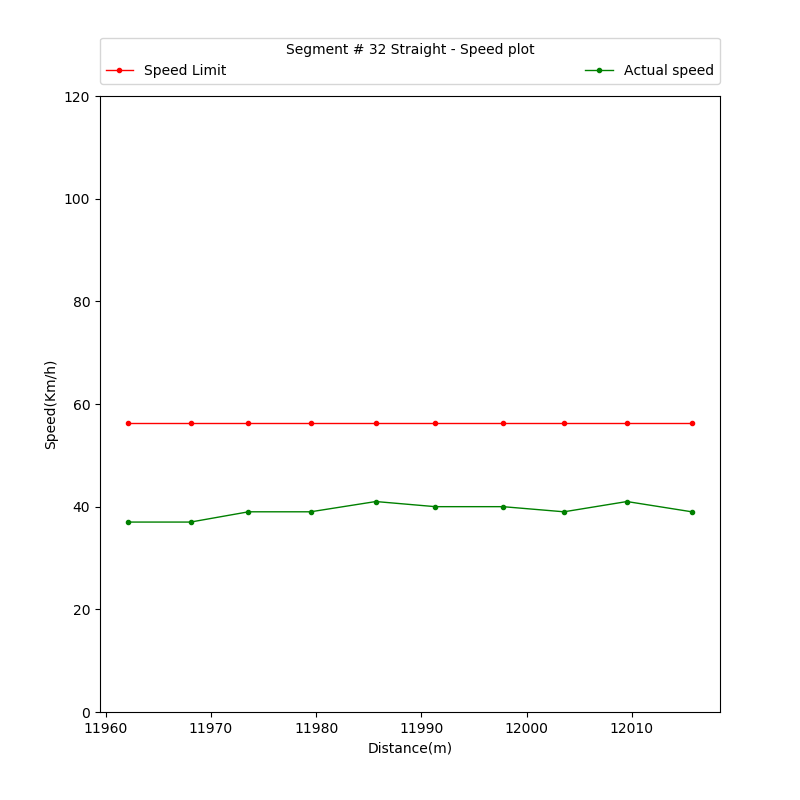 Segment # 32 Straight - Speed plot
Speed Limit Actual speed
120
100
80
60
40
20
0
Speed(Km/h)
11960 11970 11980 11990 12000 12010
Distance(m)